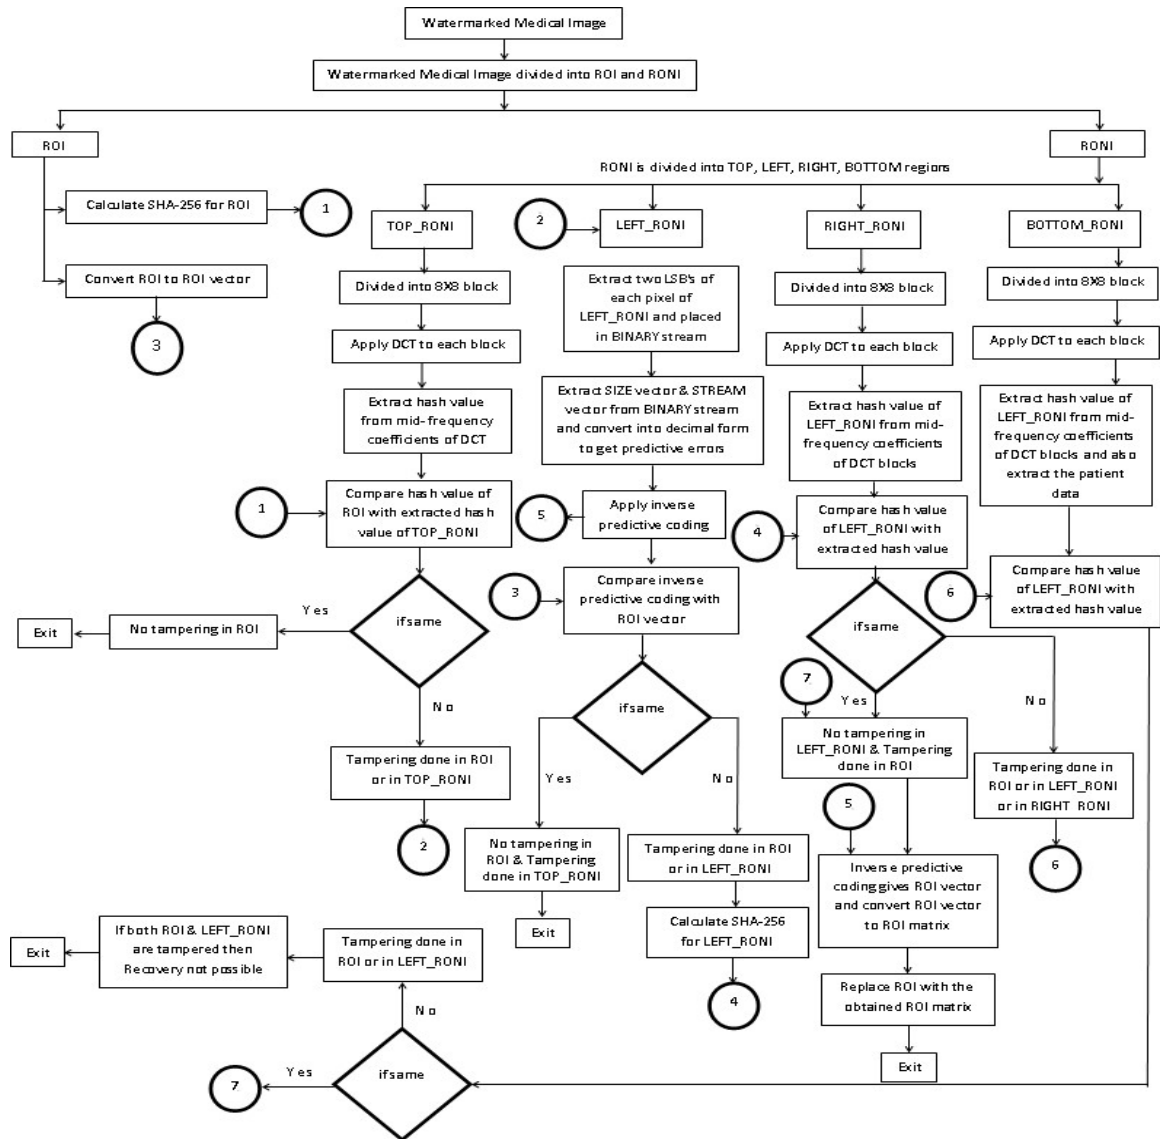 Watermarked Medical Image
Watermarked Medical Image divided into ROI and RONI
ROI
RONI
RONI is divided into TOP, LEFT, RIGHT, BOTTOM regions
Calculate SHA-256 for ROI
1
Convert ROI to ROI vector
3
TOP_RONI
Divided into 8X8 block
Apply DCT to each block
Extract hash value
from mid-frequency
coefficients of DCT
1
Compare hash value of
ROI with extracted hash
value of TOP_RONI
if same
Yes
No tampering in ROI
Exit
No
Tampering done in ROI
or in TOP_RONI
2
2
LEFT_RONI
Extract two LSB's of
each pixel of
LEFT_RONI and placed
in BINARY stream
Extract SIZE vector & STREAM
vector from BINARY stream
and convert into decimal form
to get predictive errors
5
Apply inverse
predictive coding
3
Compare inverse
predictive coding with
ROI vector
if same
Yes
No
No tampering in
ROI & Tampering
done in TOP_RONI
Exit
Tampering done in ROI
or in LEFT_RONI
Calculate SHA-256
for LEFT_RONI
4
RIGHT_RONI
Divided into 8X8 block
Apply DCT to each block
Extract hash value of
LEFT_RONI from mid-
frequency coefficients
of DCT blocks
4
Compare hash value
of LEFT_RONI with
extracted hash value
if same
7
Yes
No
No tampering in
LEFT_RONI & Tampering
done in ROI
5
Inverse predictive
coding gives ROI vector
and convert ROI vector
to ROI matrix
Replace ROI with the
obtained ROI matrix
Exit
Tampering done in
ROI or in LEFT_RONI
or in RIGHT_RONI
6
BOTTOM_RONI
Divided into 8X8 block
Apply DCT to each block
Extract hash value of
LEFT_RONI from mid-
frequency coefficients
of DCT blocks and also
extract the patient
data
6
Compare hash value
of LEFT_RONI with
extracted hash value
if same
Yes
7
No
Tampering done in
ROI or in LEFT_RONI
If both ROI & LEFT_RONI
are tampered then
Recovery not possible
Exit